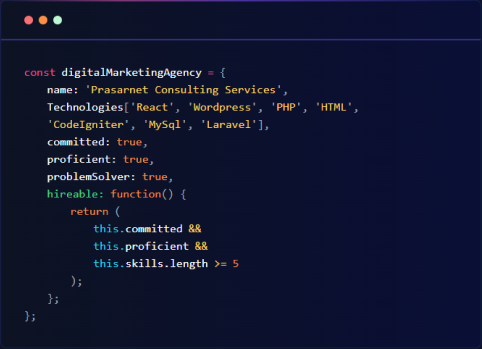 const digitalMarketingAgency = {
name: 'Prasarnet Consulting Services',
Technologies['React', 'Wordpress', 'PHP', 'HTML',
'CodeIgniter', 'MySql', 'Laravel'],
committed: true,
proficient: true,
problemSolver: true,
hireable: function() {
return (
this.committed &&
this.proficient &&
this.skills.length >= 5
);
};
};